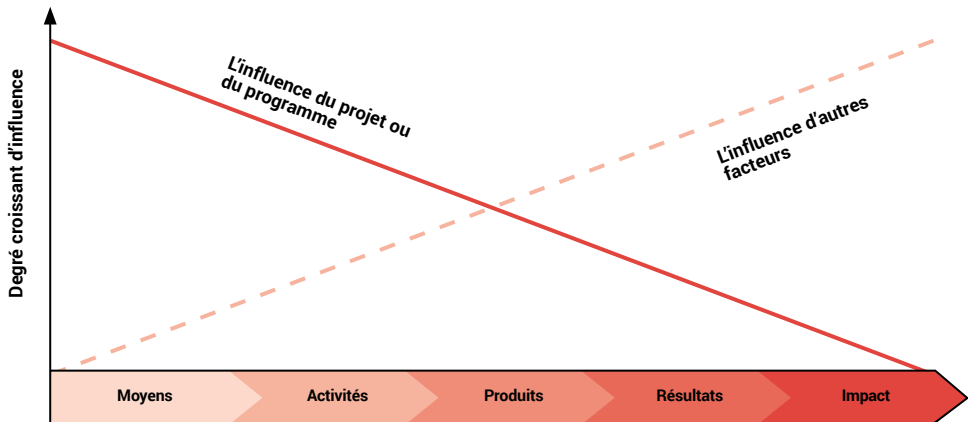 Degré croissant d'influence
L'influence du projet ou
du programme
L'influence d'autres
facteurs
Moyens
Activités
Produits
Résultats
Impact